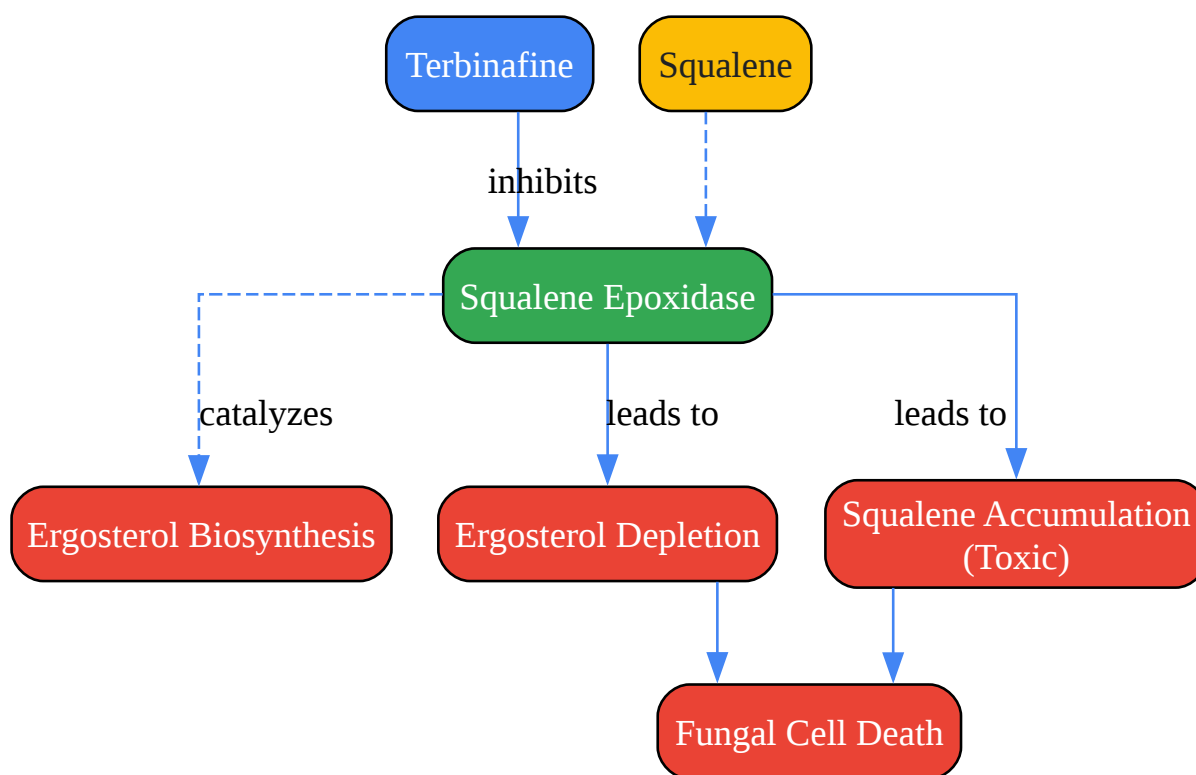 Terbinafine
Squalene
inhibits
Squalene Epoxidase
catalyzes
leads to
leads to
Ergosterol Biosynthesis
Ergosterol Depletion
Squalene Accumulation
(Toxic)
Fungal Cell Death